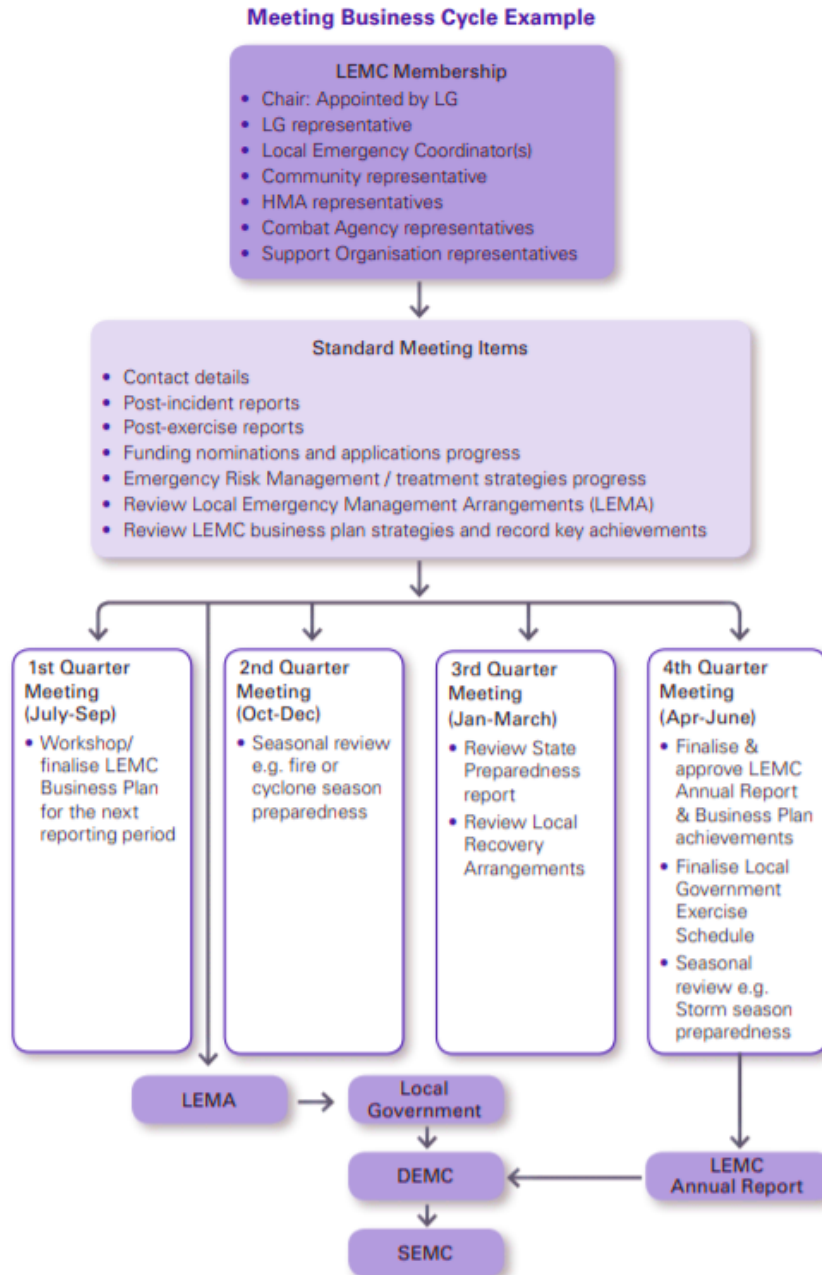 Meeting Business Cycle Example
LEMC Membership
• Chair: Appointed by LG
• LG representative
• Local Emergency Coordinator(s)
• Community representative
• HMA representatives
• Combat Agency representatives
• Support Organisation representatives
Standard Meeting Items
• Contact details
• Post-incident reports
• Post-exercise reports
• Funding nominations and applications progress
• Emergency Risk Management / treatment strategies progress
• Review Local Emergency Management Arrangements (LEMA)
• Review LEMC business plan strategies and record key achievements
1st Quarter
Meeting
(July-Sep)
• Workshop/
finalise LEMC
Business Plan
for the next
reporting period
2nd Quarter
Meeting
(Oct-Dec)
• Seasonal review
e.g. fire or
cyclone season
preparedness
3rd Quarter
Meeting
(Jan-March)
• Review State
Preparedness
report
• Review Local
Recovery
Arrangements
4th Quarter
Meeting
(Apr-June)
• Finalise &
approve LEMC
Annual Report
& Business Plan
achievements
• Finalise Local
Government
Exercise
Schedule
• Seasonal
review e.g.
Storm season
preparedness
LEMA
Local
Government
DEMC
LEMC
Annual Report
SEMC